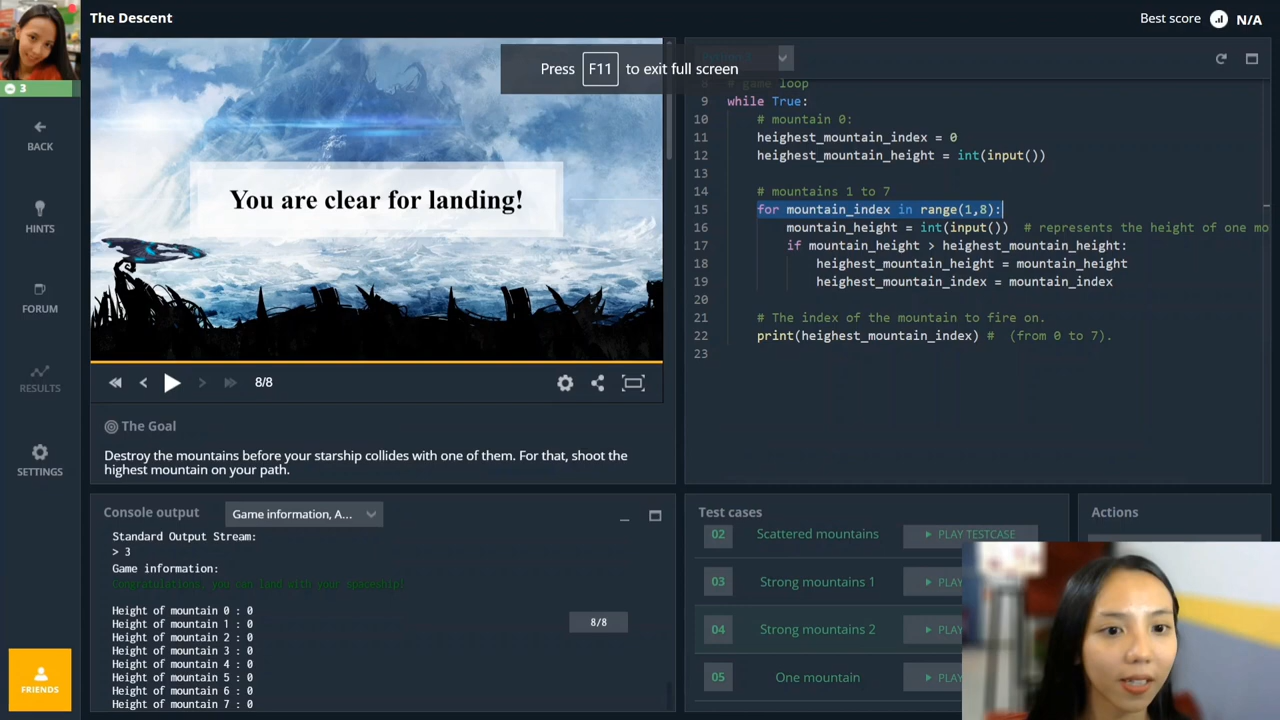 The Descent
Best score N/A
3
BACK
HINTS
FORUM
RESULTS
SETTINGS
FRIENDS
Press F11 to exit full screen
You are clear for landing!
8/8
The Goal
Destroy the mountains before your starship collides with one of them. For that, shoot the
highest mountain on your path.
# game loop
9 while True:
10 # mountain 0:
11 heighest_mountain_index = 0
12 heighest_mountain_height = int(input())
13
14 # mountains 1 to 7
15 for mountain_index in range(1,8):
16 mountain_height = int(input()) # represents the height of one mo
17 if mountain_height > heighest_mountain_height:
18 heighest_mountain_height = mountain_height
19 heighest_mountain_index = mountain_index
20
21 # The index of the mountain to fire on.
22 print(heighest_mountain_index) # (from 0 to 7).
23
Console output
Game information, A...
Standard Output Stream:
> 3
Game information:
Congratulations, you can land with your spaceship!
Height of mountain 0 : 0
Height of mountain 1 : 0
Height of mountain 2 : 0
Height of mountain 3 : 0
Height of mountain 4 : 0
Height of mountain 5 : 0
Height of mountain 6 : 0
Height of mountain 7 : 0
8/8
Test cases
02 Scattered mountains PLAY TESTCASE
03 Strong mountains 1 PLAY
04 Strong mountains 2 PLAY
05 One mountain PLAY
Actions